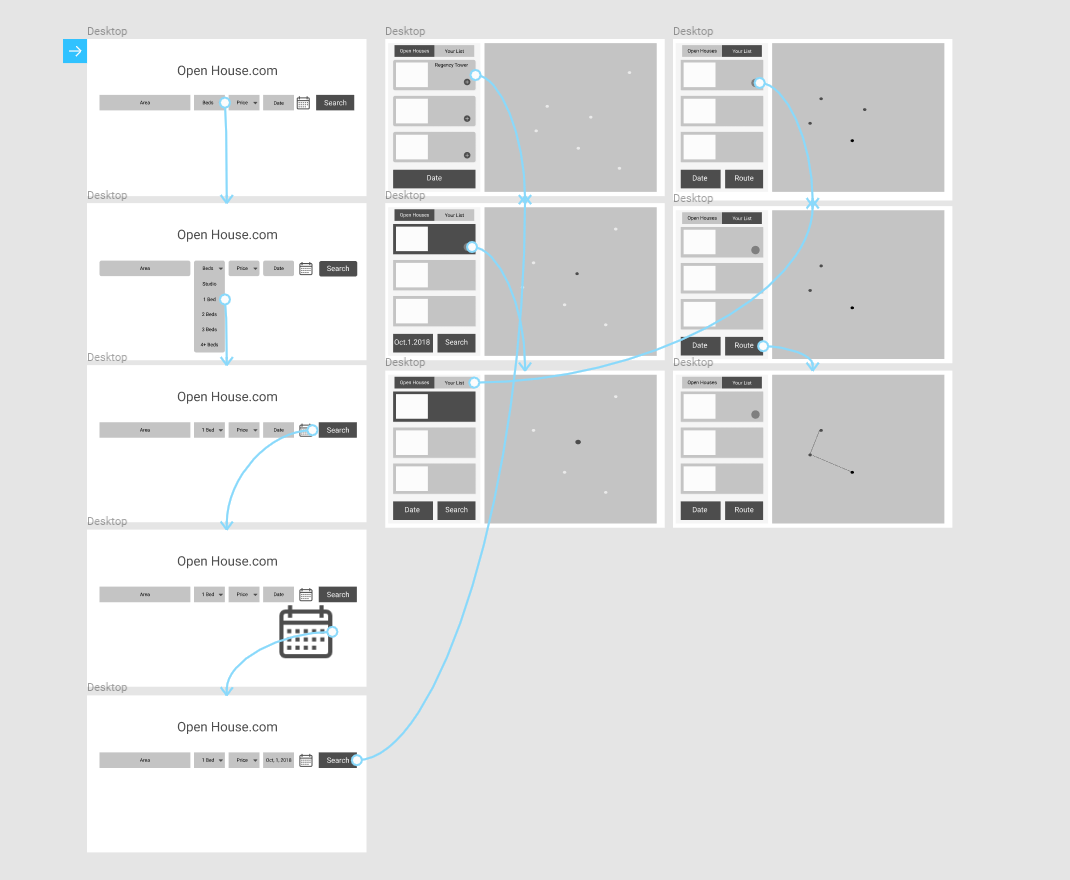 Desktop
Open House.com
Area Beds Price Date Search
Desktop
Open House.com
Area Beds Price Date Search
Studio
1 Bed
2 Beds
3 Beds
4+ Beds
Desktop
Open House.com
Area 1 Bed Price Date Search
Desktop
Open House.com
Area 1 Bed Price Date Search
Desktop
Open House.com
Area 1 Bed Price Oct, 1, 2018 Search
Desktop
Open Houses Your List
Regency Tower
Date
Open Houses Your List
Oct.1.2018 Search
Desktop
Open Houses Your List
Date Search
Desktop
Open Houses Your List
Date Route
Desktop
Open Houses Your List
Date Route
Desktop
Open Houses Your List
Date Route